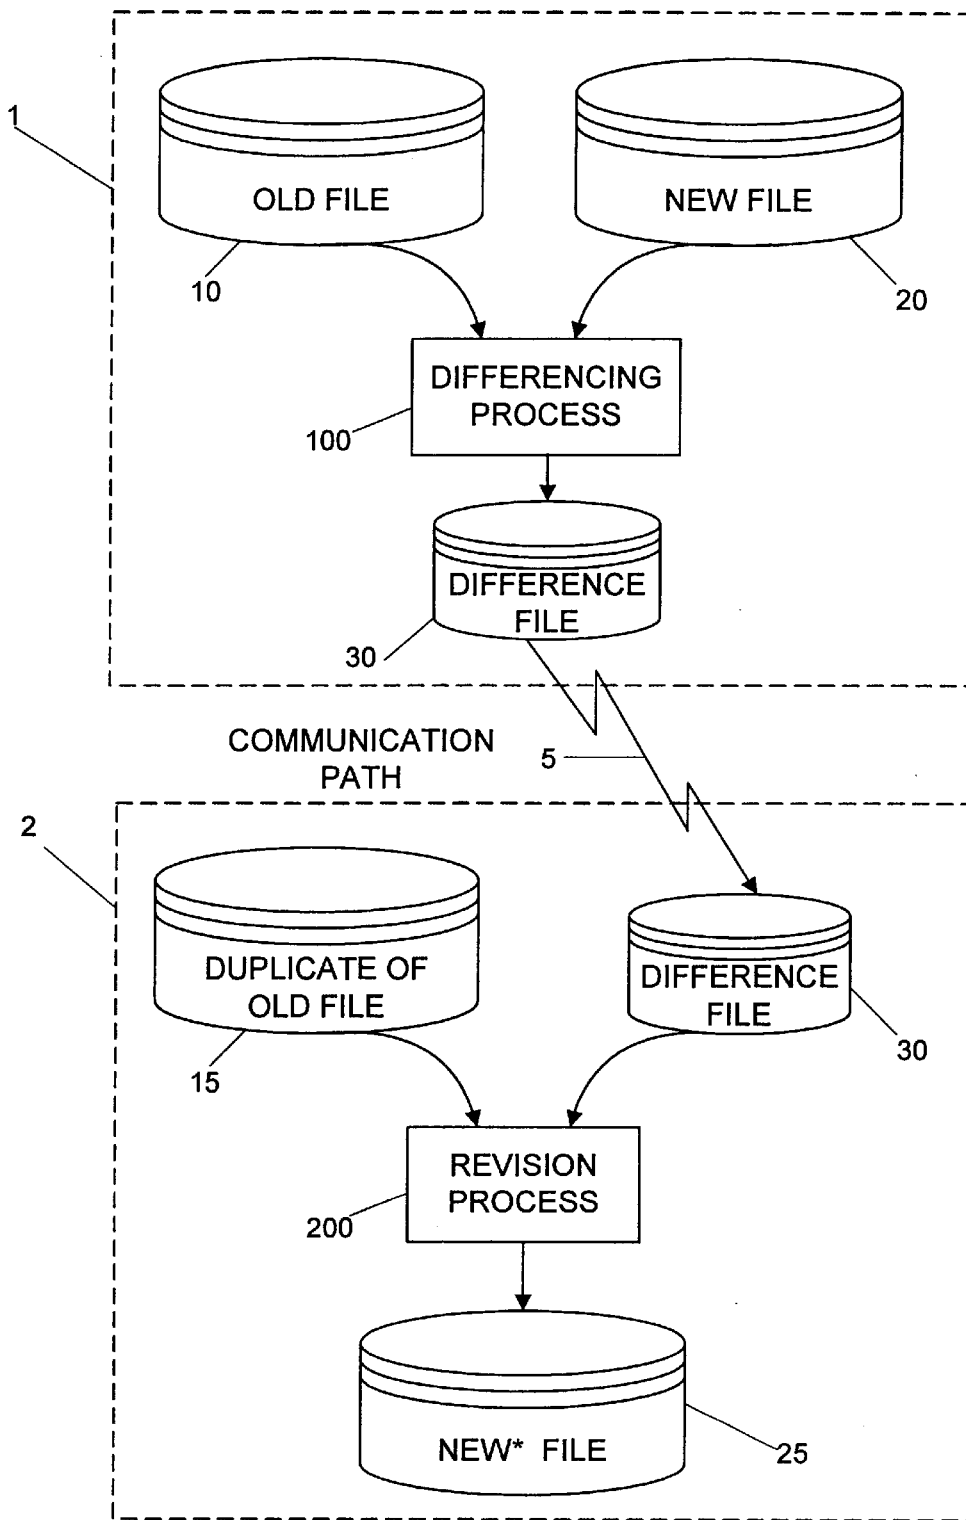 1
OLD FILE
NEW FILE
10
20
DIFFERENCING
PROCESS
100
DIFFERENCE
FILE
30
COMMUNICATION
PATH
5
2
DUPLICATE OF
OLD FILE
DIFFERENCE
FILE
15
30
REVISION
PROCESS
200
NEW* FILE
25